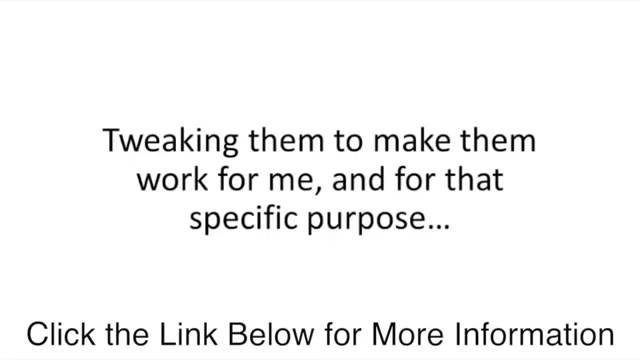 Tweaking them to make them
work for me, and for that
specific purpose...
Click the Link Below for More Information